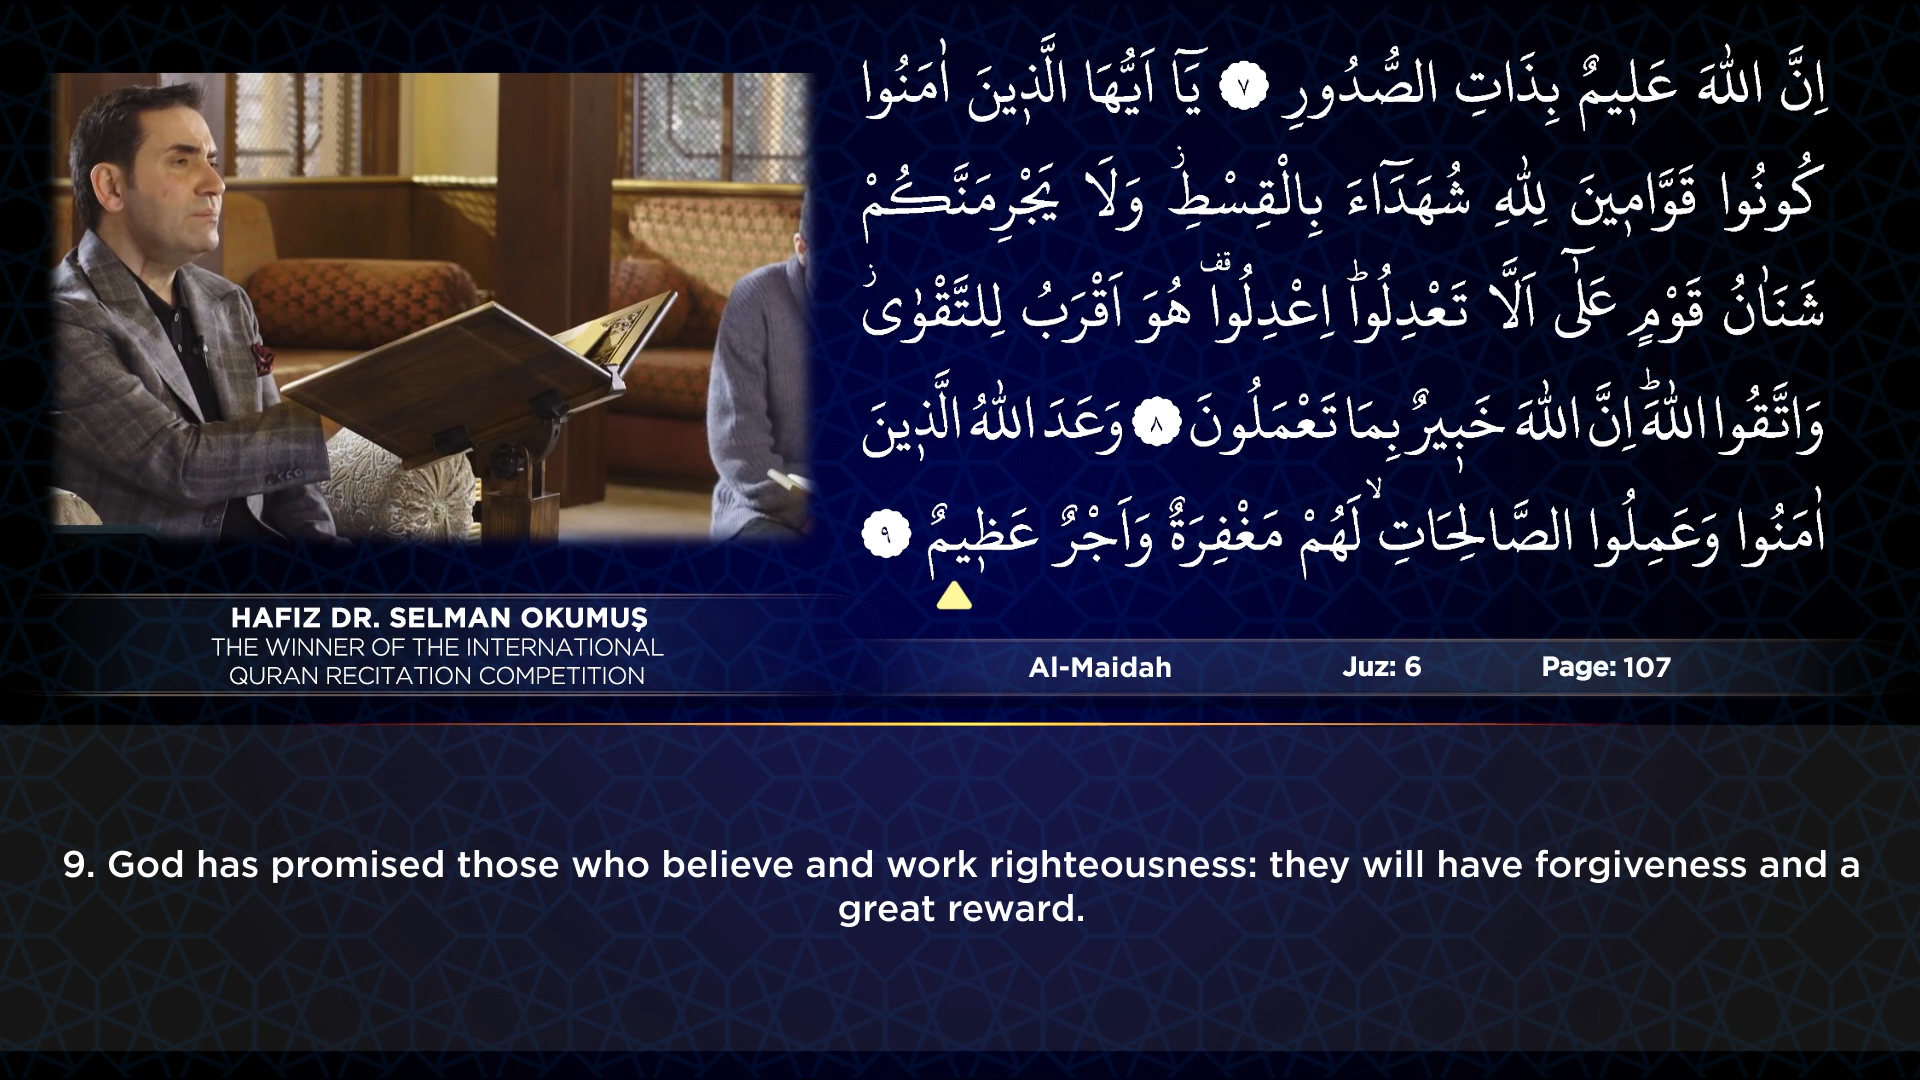 اِنَّ اللّٰهَ عَلٖيمٌ بِذَاتِ الصُّدُورِ ٧ يَٓا اَيُّهَا الَّذٖينَ اٰمَنُوا
كُونُوا قَوَّامٖينَ لِلّٰهِ شُهَدَٓاءَ بِالْقِسْطِؗ وَلَا يَجْرِمَنَّكُمْ
شَنَاٰنُ قَوْمٍ عَلٰٓى اَلَّا تَعْدِلُواؕ اِعْدِلُوا قف هُوَ اَقْرَبُ لِلتَّقْوٰىؗ
وَاتَّقُوا اللّٰهَؕ اِنَّ اللّٰهَ خَبٖيرٌ بِمَا تَعْمَلُونَ ٨ وَعَدَ اللّٰهُ الَّذٖينَ
اٰمَنُوا وَعَمِلُوا الصَّالِحَاتِۙ لَهُمْ مَغْفِرَةٌ وَاَجْرٌ عَظٖيمٌ ٩
HAFIZ DR. SELMAN OKUMUŞ
THE WINNER OF THE INTERNATIONAL
QURAN RECITATION COMPETITION
Al-Maidah Juz: 6 Page: 107
9. God has promised those who believe and work righteousness: they will have forgiveness and a
great reward.